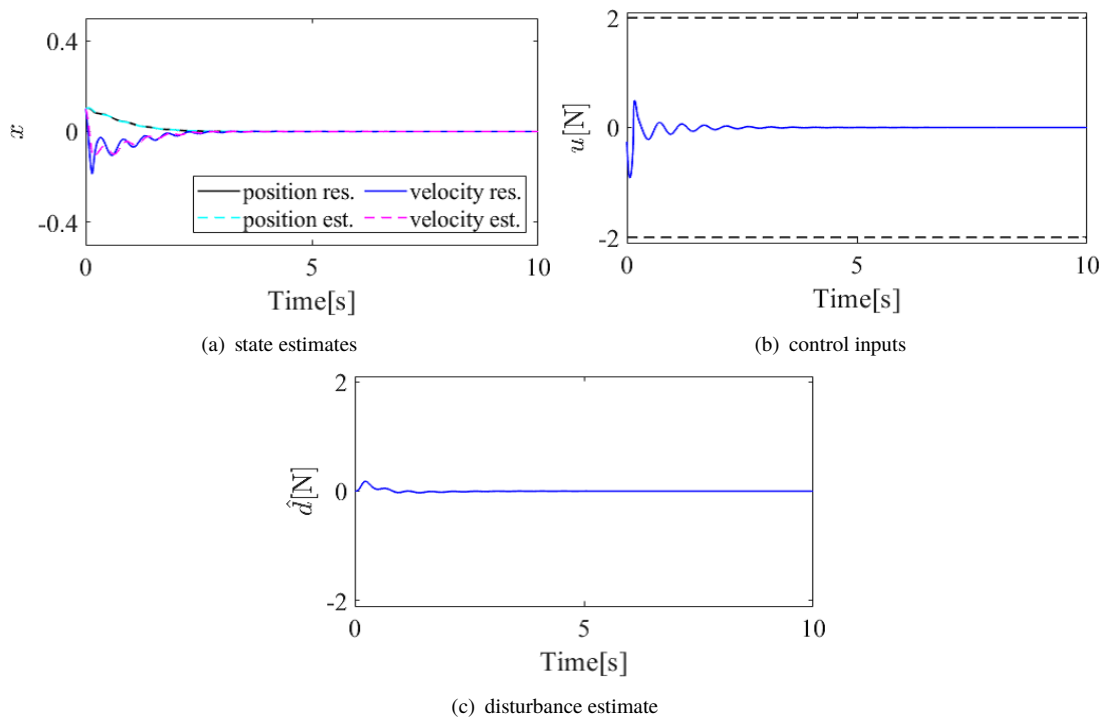 0.4
x
0
-0.4
position res.
velocity res.
position est.
velocity est.
0
5
10
Time[s]
(a) state estimates
2
u[N]
0
-2
0
5
10
Time[s]
(b) control inputs
2
d̂[N]
0
-2
0
5
10
Time[s]
(c) disturbance estimate